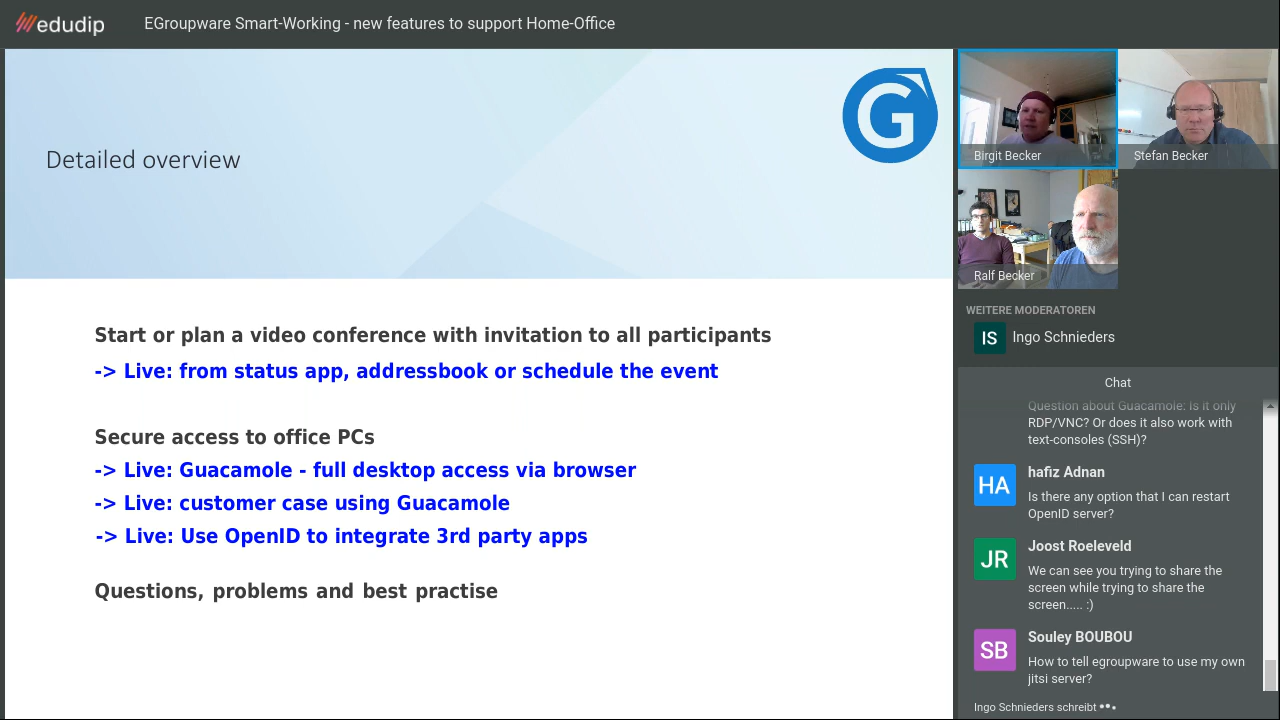 edudip
EGroupware Smart-Working - new features to support Home-Office
Detailed overview
G
Start or plan a video conference with invitation to all participants
-> Live: from status app, addressbook or schedule the event
Secure access to office PCs
-> Live: Guacamole - full desktop access via browser
-> Live: customer case using Guacamole
-> Live: Use OpenID to integrate 3rd party apps
Questions, problems and best practise
Birgit Becker
Stefan Becker
Ralf Becker
WEITERE MODERATOREN
IS
Ingo Schnieders
Chat
Question about Guacamole: Is it only
RDP/VNC? Or does it also work with
text-consoles (SSH)?
HA
hafiz Adnan
Is there any option that I can restart
OpenID server?
JR
Joost Roeleveld
We can see you trying to share the
screen while trying to share the
screen..... :)
SB
Souley BOUBOU
How to tell egroupware to use my own
jitsi server?
Ingo Schnieders schreibt